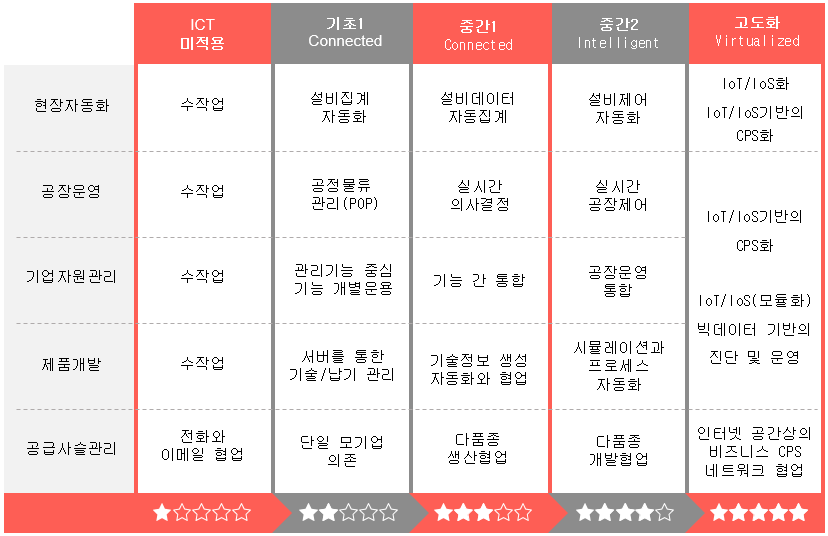 ICT
미적용
기초1
Connected
중간1
Connected
중간2
Intelligent
고도화
Virtualized
현장자동화
수작업
설비집계
자동화
설비데이터
자동집계
설비제어
자동화
IoT/IoS화
IoT/IoS기반의
CPS화
공장운영
수작업
공정물류
관리(POP)
실시간
의사결정
실시간
공장제어
IoT/IoS기반의
CPS화
기업자원관리
수작업
관리기능 중심
기능 개별운용
기능 간 통합
공장운영
통합
IoT/IoS(모듈화)
빅데이터 기반의
진단 및 운영
제품개발
수작업
서버를 통한
기술/납기 관리
기술정보 생성
자동화와 협업
시뮬레이션과
프로세스
자동화
공급사슬관리
전화와
이메일 협업
단일 모기업
의존
다품종
생산협업
다품종
개발협업
인터넷 공간상의
비즈니스 CPS
네트워크 협업